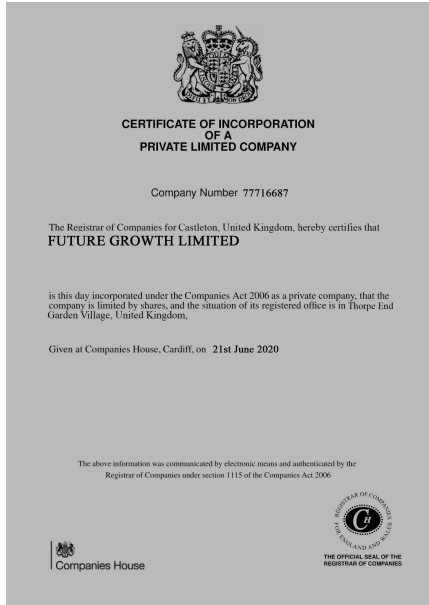 CERTIFICATE OF INCORPORATION
OF A
PRIVATE LIMITED COMPANY
Company Number 77716687
The Registrar of Companies for Castleton, United Kingdom, hereby certifies that
FUTURE GROWTH LIMITED
is this day incorporated under the Companies Act 2006 as a private company, that the
company is limited by shares, and the situation of its registered office is in Thorpe End
Garden Village, United Kingdom,
Given at Companies House, Cardiff, on 21st June 2020
The above information was communicated by electronic means and authenticated by the
Registrar of Companies under section 1115 of the Companies Act 2006
REGISTRAR OF COMPANIES
FOR ENGLAND AND WALES
CH
THE OFFICIAL SEAL OF THE
REGISTRAR OF COMPANIES
Companies House